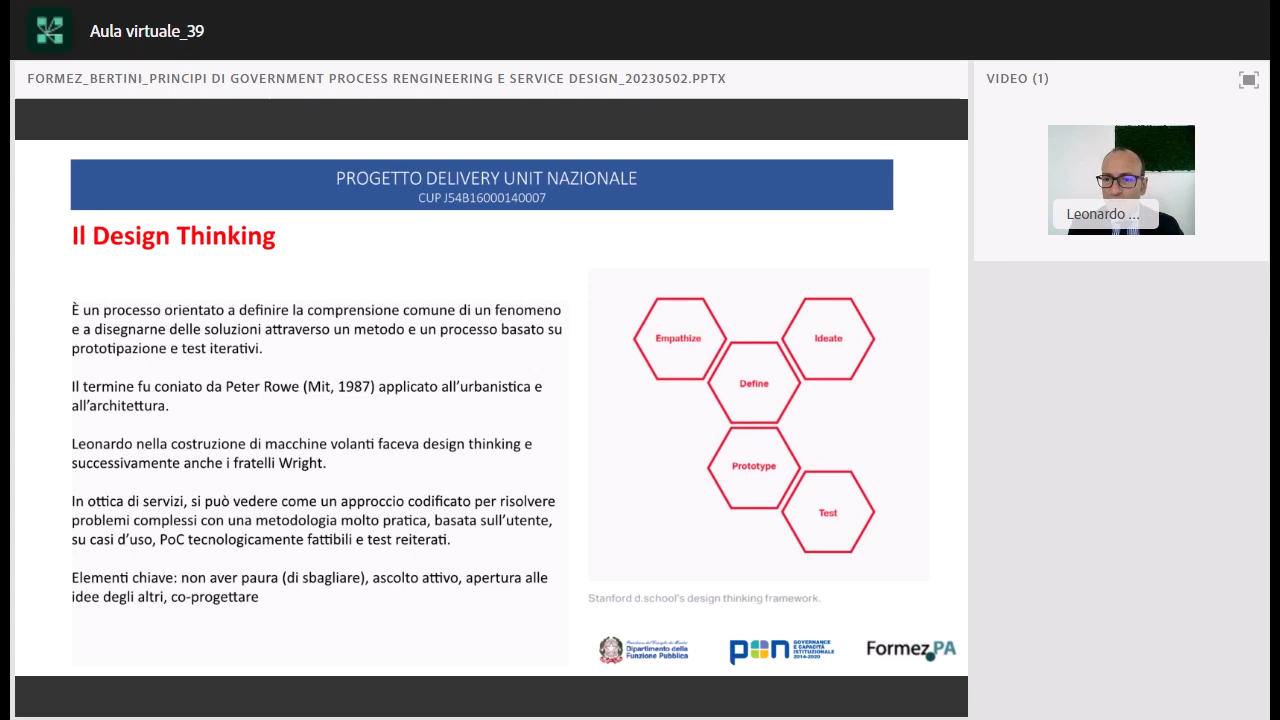 Aula virtuale_39
FORMEZ_BERTINI_PRINCIPI DI GOVERNMENT PROCESS RENGINEERING E SERVICE DESIGN_20230502.PPTX
VIDEO (1)
Leonardo ...
PROGETTO DELIVERY UNIT NAZIONALE
CUP J54B16000140007
Il Design Thinking
È un processo orientato a definire la comprensione comune di un fenomeno
e a disegnarne delle soluzioni attraverso un metodo e un processo basato su
prototipazione e test iterativi.
Il termine fu coniato da Peter Rowe (Mit, 1987) applicato all'urbanistica e
all'architettura.
Leonardo nella costruzione di macchine volanti faceva design thinking e
successivamente anche i fratelli Wright.
In ottica di servizi, si può vedere come un approccio codificato per risolvere
problemi complessi con una metodologia molto pratica, basata sull'utente,
su casi d'uso, PoC tecnologicamente fattibili e test reiterati.
Elementi chiave: non aver paura (di sbagliare), ascolto attivo, apertura alle
idee degli altri, co-progettare
Empathize
Ideate
Define
Prototype
Test
Stanford d.school's design thinking framework.
Presidenza del Consiglio dei Ministri
Dipartimento della
Funzione Pubblica
pon
GOVERNANCE
E CAPACITÀ
ISTITUZIONALE
2014-2020
Formez PA